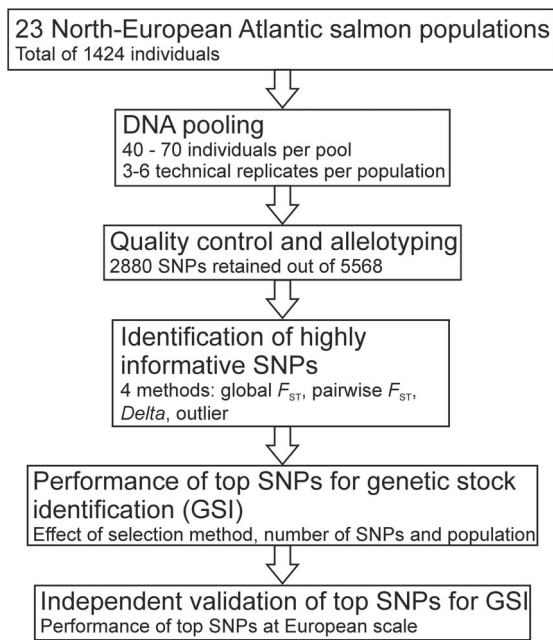 23 North-European Atlantic salmon populations
Total of 1424 individuals
DNA pooling
40 - 70 individuals per pool
3-6 technical replicates per population
Quality control and allelotyping
2880 SNPs retained out of 5568
Identification of highly
informative SNPs
4 methods: global FST, pairwise FST,
Delta, outlier
Performance of top SNPs for genetic stock
identification (GSI)
Effect of selection method, number of SNPs and population
Independent validation of top SNPs for GSI
Performance of top SNPs at European scale